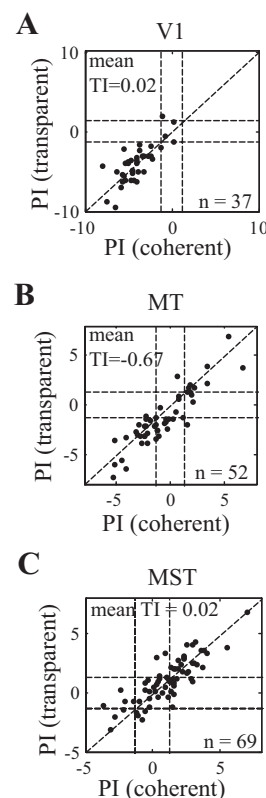 A
V1
10
mean
TI=0.02
0
PI (transparent)
-10
n = 37
-10
0
10
PI (coherent)
B
MT
mean
TI=-0.67
5
0
PI (transparent)
-5
n = 52
-5
0
5
PI (coherent)
C
MST
mean TI = 0.02
5
0
PI (transparent)
-5
n = 69
0
5
PI (coherent)